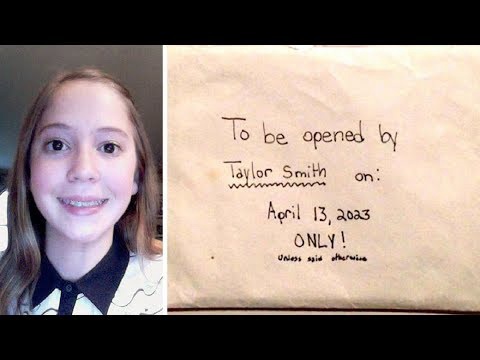 To be opened by
Taylor Smith on:
April 13, 2023
ONLY!
unless said otherwise